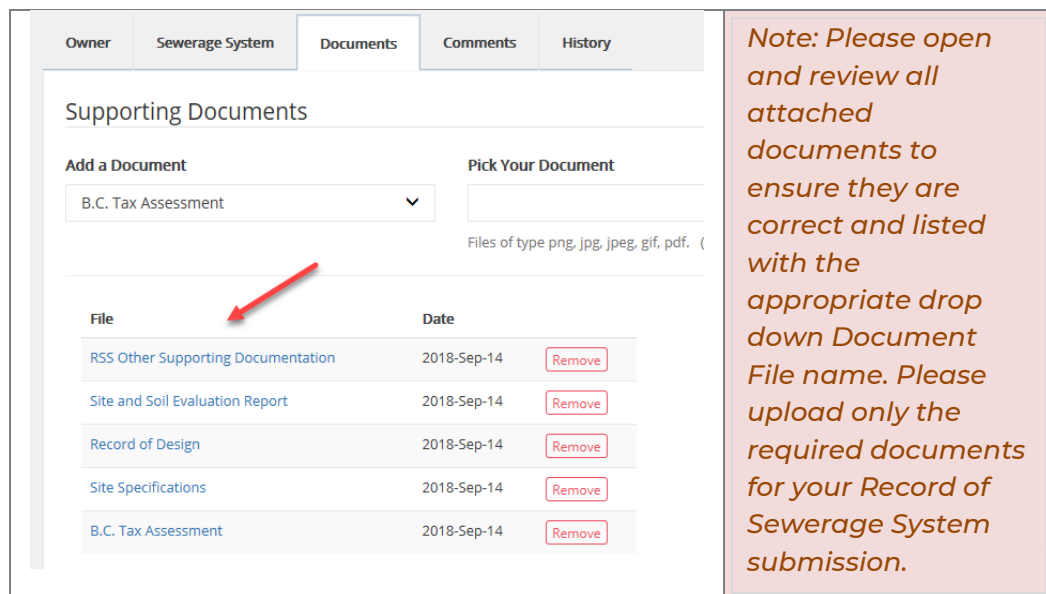 Owner Sewerage System Documents Comments History
Supporting Documents
Add a Document Pick Your Document
B.C. Tax Assessment
Files of type png, jpg, jpeg, gif, pdf. (
File Date
RSS Other Supporting Documentation 2018-Sep-14 Remove
Site and Soil Evaluation Report 2018-Sep-14 Remove
Record of Design 2018-Sep-14 Remove
Site Specifications 2018-Sep-14 Remove
B.C. Tax Assessment 2018-Sep-14 Remove
Note: Please open
and review all
attached
documents to
ensure they are
correct and listed
with the
appropriate drop
down Document
File name. Please
upload only the
required documents
for your Record of
Sewerage System
submission.